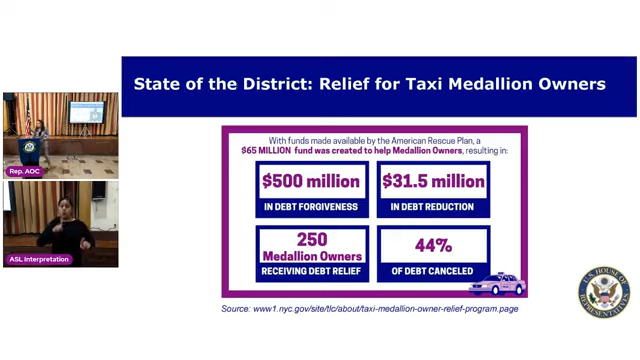 State of the District: Relief for Taxi Medallion Owners
With funds made available by the American Rescue Plan, a
$65 MILLION fund was created to help Medallion Owners, resulting in:
$500 million
IN DEBT FORGIVENESS
$31.5 million
IN DEBT REDUCTION
250
Medallion Owners
RECEIVING DEBT RELIEF
44%
OF DEBT CANCELED
Source: www1.nyc.gov/site/tlc/about/taxi-medallion-owner-relief-program.page
Rep. AOC
ASL Interpretation
U.S. HOUSE OF
REPRESENTATIVES